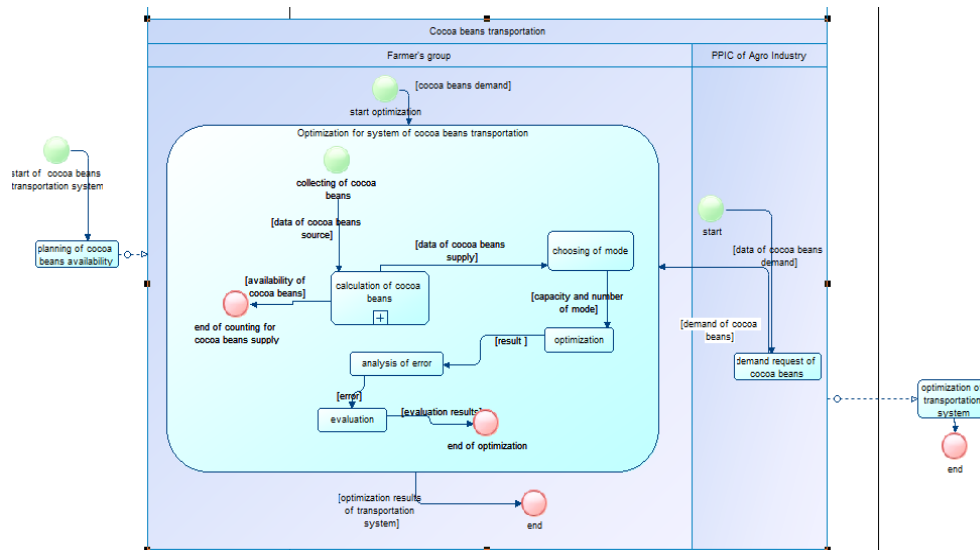 Cocoa beans transportation
Farmer's group
PPIC of Agro Industry
[cocoa beans demand]
start optimization
Optimization for system of cocoa beans transportation
start of cocoa beans
transportation system
collecting of cocoa
beans
[data of cocoa beans
source]
planning of cocoa
beans availability
[data of cocoa beans
supply]
choosing of mode
start
[data of cocoa beans
demand]
[availability of
cocoa beans]
calculation of cocoa
beans
[capacity and number
of mode]
end of counting for
cocoa beans supply
[result ]
optimization
[demand of cocoa
beans]
analysis of error
demand request of
cocoa beans
[error]
evaluation
[evaluation results]
end of optimization
optimization of
transportation
system
end
[optimization results
of transportation
system]
end